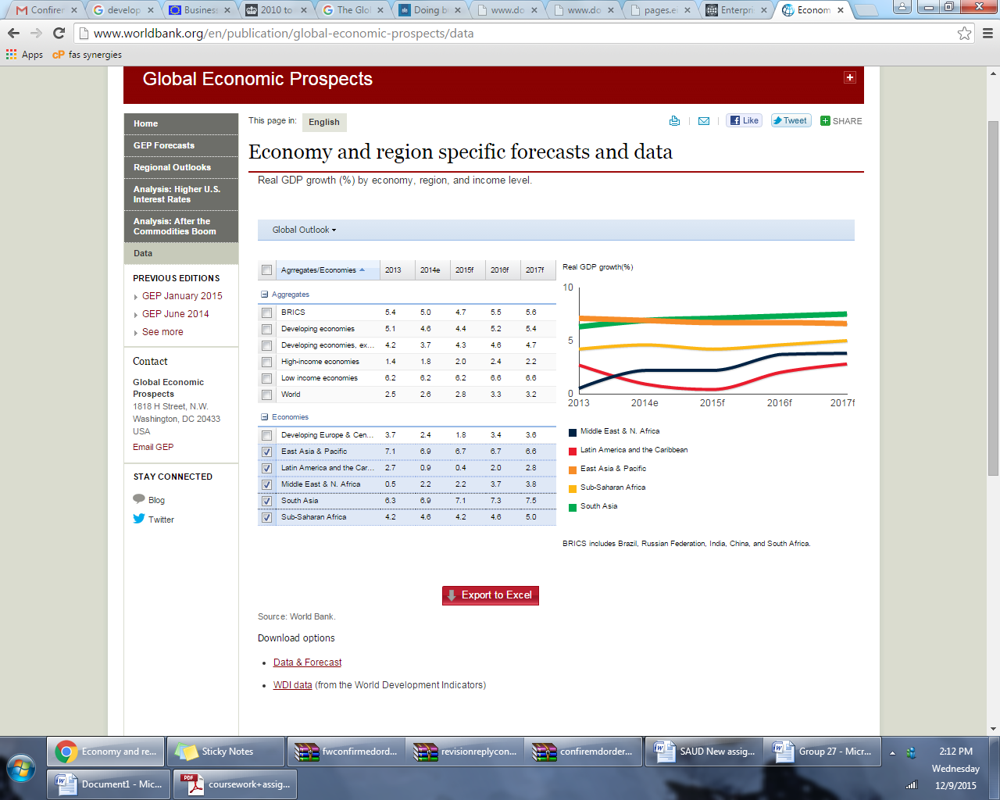 Confirer
develop
Business
2010 to
The Glo
Doing b
www.do
www.do
pages.e
Enterpri
Econom
www.worldbank.org/en/publication/global-economic-prospects/data
Apps
fas synergies
Global Economic Prospects
Home
GEP Forecasts
Regional Outlooks
Analysis: Higher U.S.
Interest Rates
Analysis: After the
Commodities Boom
Data
PREVIOUS EDITIONS
GEP January 2015
GEP June 2014
See more
Contact
Global Economic
Prospects
1818 H Street, N.W.
Washington, DC 20433
USA
Email GEP
STAY CONNECTED
Blog
Twitter
This page in: English
Like
Tweet
SHARE
Economy and region specific forecasts and data
Real GDP growth (%) by economy, region, and income level.
Global Outlook
Agrregates/Economies 2013 2014e 2015f 2016f 2017f
Aggregates
BRICS 5.4 5.0 4.7 5.5 5.6
Developing economies 5.1 4.6 4.4 5.2 5.4
Developing economies, ex... 4.2 3.7 4.3 4.6 4.7
High-income economies 1.4 1.8 2.0 2.4 2.2
Low income economies 6.2 6.2 6.2 6.6 6.6
World 2.5 2.6 2.8 3.3 3.2
Economies
Developing Europe & Cen... 3.7 2.4 1.8 3.4 3.6
East Asia & Pacific 7.1 6.9 6.7 6.7 6.6
Latin America and the Car... 2.7 0.9 0.4 2.0 2.8
Middle East & N. Africa 0.5 2.2 2.2 3.7 3.8
South Asia 6.3 6.9 7.1 7.3 7.5
Sub-Saharan Africa 4.2 4.6 4.2 4.6 5.0
Real GDP growth(%)
10
5
0
2013 2014e 2015f 2016f 2017f
Middle East & N. Africa
Latin America and the Caribbean
East Asia & Pacific
Sub-Saharan Africa
South Asia
BRICS includes Brazil, Russian Federation, India, China, and South Africa.
Export to Excel
Source: World Bank.
Download options
Data & Forecast
WDI data (from the World Development Indicators)
Economy and re...
Sticky Notes
fwconfirmedord...
revisionreplycon...
confiremdorder...
SAUD New assig...
Group 27 - Micr...
Document1 - Mic...
PDF
coursework+assig...
2:12 PM
Wednesday
12/9/2015